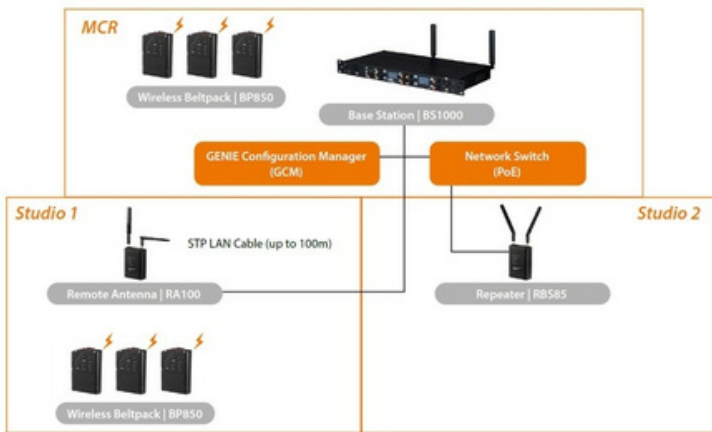 MCR
Wireless Beltpack | BP850
Base Station | BS1000
GENIE Configuration Manager
(GCM)
Network Switch
(PoE)
Studio 1
STP LAN Cable (up to 100m)
Remote Antenna | RA100
Wireless Beltpack | BP850
Studio 2
Repeater | RBS85